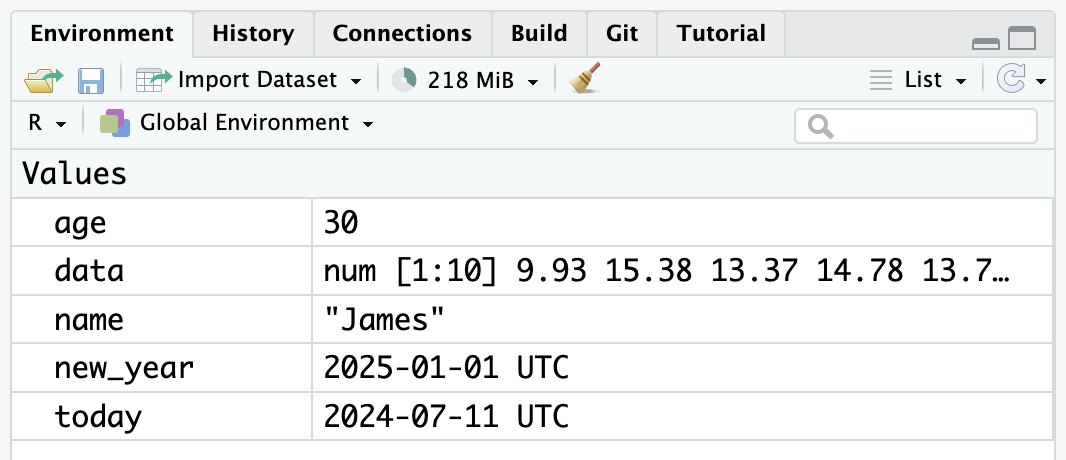 Environment History Connections Build Git Tutorial
Import Dataset 218 MiB List
R Global Environment
Values
age 30
data num [1:10] 9.93 15.38 13.37 14.78 13.7…
name "James"
new_year 2025-01-01 UTC
today 2024-07-11 UTC